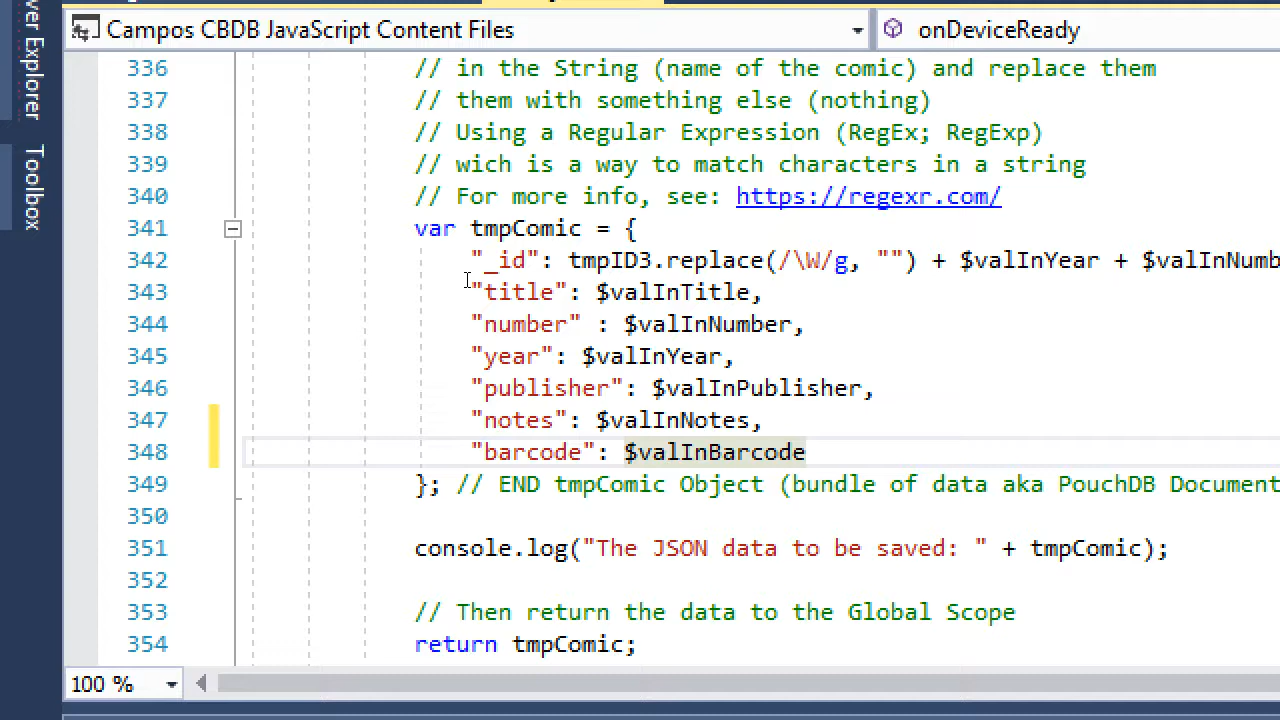 ver Explorer
Toolbox
Campos CBDB JavaScript Content Files
onDeviceReady
336 // in the String (name of the comic) and replace them
337 // them with something else (nothing)
338 // Using a Regular Expression (RegEx; RegExp)
339 // wich is a way to match characters in a string
340 // For more info, see: https://regexr.com/
341 var tmpComic = {
342 "_id": tmpID3.replace(/\W/g, "") + $valInYear + $valInNumb
343 "title": $valInTitle,
344 "number" : $valInNumber,
345 "year": $valInYear,
346 "publisher": $valInPublisher,
347 "notes": $valInNotes,
348 "barcode": $valInBarcode
349 }; // END tmpComic Object (bundle of data aka PouchDB Document
350
351 console.log("The JSON data to be saved: " + tmpComic);
352
353 // Then return the data to the Global Scope
354 return tmpComic;
100 %